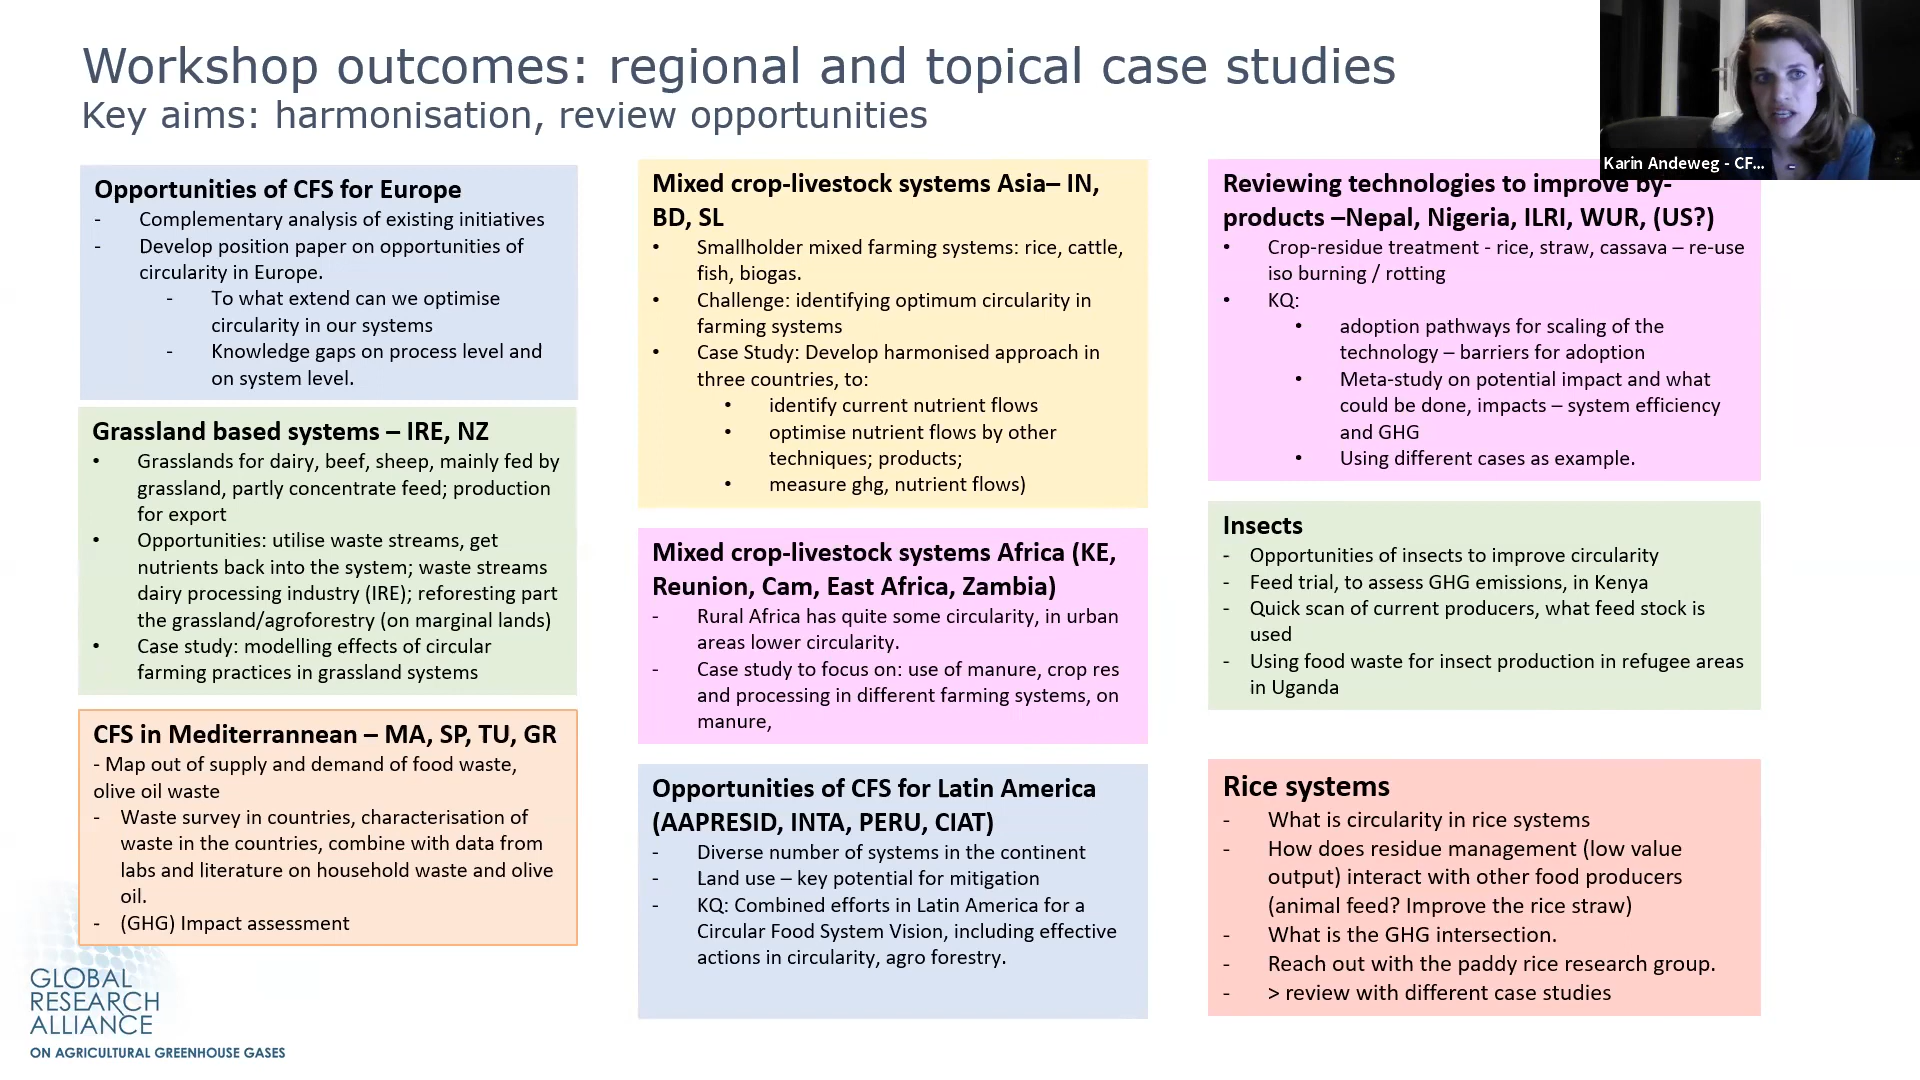 Workshop outcomes: regional and topical case studies
Key aims: harmonisation, review opportunities
Karin Andeweg - CF...
Opportunities of CFS for Europe
- Complementary analysis of existing initiatives
- Develop position paper on opportunities of
circularity in Europe.
- To what extend can we optimise
circularity in our systems
- Knowledge gaps on process level and
on system level.
Grassland based systems – IRE, NZ
• Grasslands for dairy, beef, sheep, mainly fed by
grassland, partly concentrate feed; production
for export
• Opportunities: utilise waste streams, get
nutrients back into the system; waste streams
dairy processing industry (IRE); reforesting part
the grassland/agroforestry (on marginal lands)
• Case study: modelling effects of circular
farming practices in grassland systems
CFS in Mediterrannean – MA, SP, TU, GR
- Map out of supply and demand of food waste,
olive oil waste
- Waste survey in countries, characterisation of
waste in the countries, combine with data from
labs and literature on household waste and olive
oil.
- (GHG) Impact assessment
Mixed crop-livestock systems Asia– IN,
BD, SL
• Smallholder mixed farming systems: rice, cattle,
fish, biogas.
• Challenge: identifying optimum circularity in
farming systems
• Case Study: Develop harmonised approach in
three countries, to:
• identify current nutrient flows
• optimise nutrient flows by other
techniques; products;
• measure ghg, nutrient flows)
Mixed crop-livestock systems Africa (KE,
Reunion, Cam, East Africa, Zambia)
- Rural Africa has quite some circularity, in urban
areas lower circularity.
- Case study to focus on: use of manure, crop res
and processing in different farming systems, on
manure,
Opportunities of CFS for Latin America
(AAPRESID, INTA, PERU, CIAT)
- Diverse number of systems in the continent
- Land use – key potential for mitigation
- KQ: Combined efforts in Latin America for a
Circular Food System Vision, including effective
actions in circularity, agro forestry.
Reviewing technologies to improve by-
products –Nepal, Nigeria, ILRI, WUR, (US?)
• Crop-residue treatment - rice, straw, cassava – re-use
iso burning / rotting
• KQ:
• adoption pathways for scaling of the
technology – barriers for adoption
• Meta-study on potential impact and what
could be done, impacts – system efficiency
and GHG
• Using different cases as example.
Insects
- Opportunities of insects to improve circularity
- Feed trial, to assess GHG emissions, in Kenya
- Quick scan of current producers, what feed stock is
used
- Using food waste for insect production in refugee areas
in Uganda
Rice systems
- What is circularity in rice systems
- How does residue management (low value
output) interact with other food producers
(animal feed? Improve the rice straw)
- What is the GHG intersection.
- Reach out with the paddy rice research group.
- > review with different case studies
GLOBAL
RESEARCH
ALLIANCE
ON AGRICULTURAL GREENHOUSE GASES